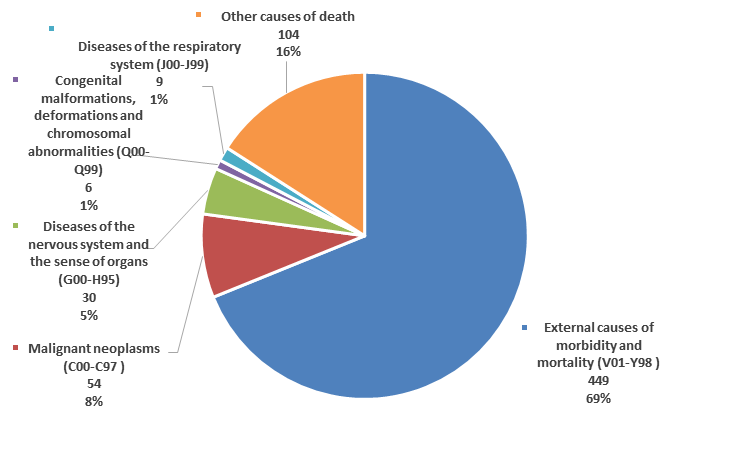 Other causes of death
104
16%
Diseases of the respiratory
system (J00-J99)
9
1%
Congenital
malformations,
deformations and
chromosomal
abnormalities (Q00-
Q99)
6
1%
Diseases of the
nervous system and
the sense of organs
(G00-H95)
30
5%
Malignant neoplasms
(C00-C97 )
54
8%
External causes of
morbidity and
mortality (V01-Y98 )
449
69%